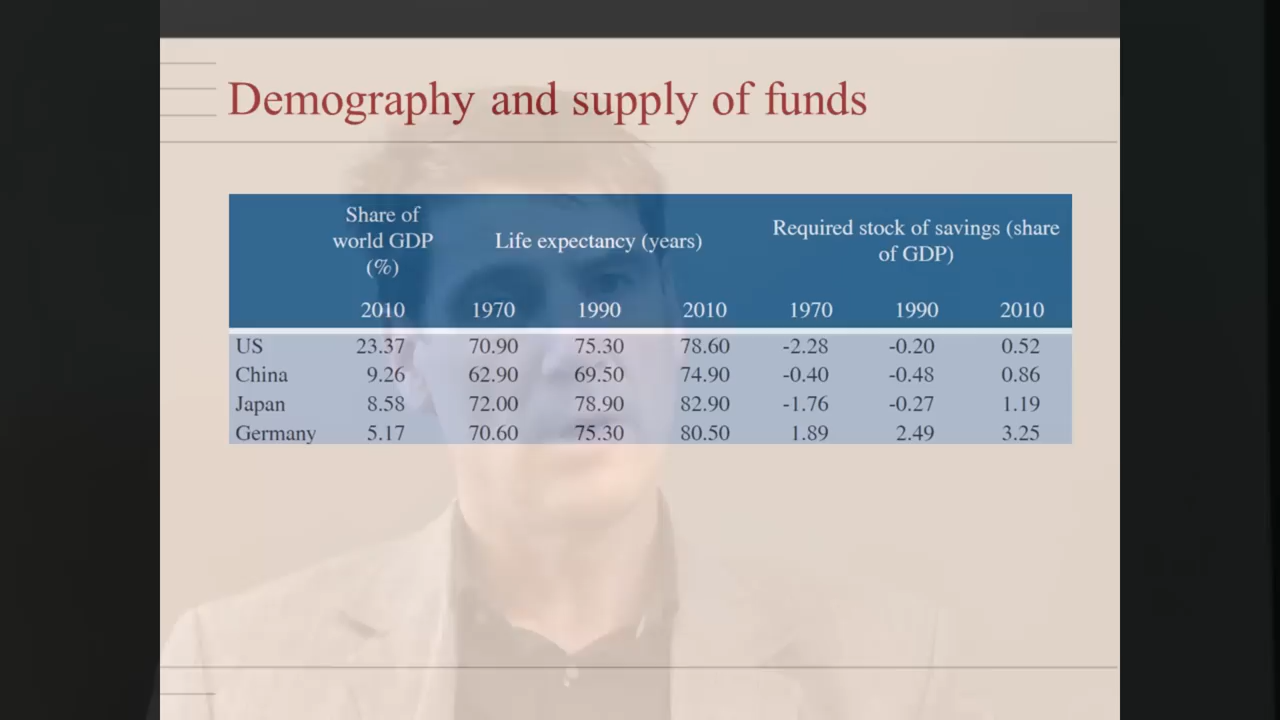 Demography and supply of funds
Share of
world GDP
(%)
Life expectancy (years)
Required stock of savings (share
of GDP)
2010 1970 1990 2010 1970 1990 2010
US 23.37 70.90 75.30 78.60 -2.28 -0.20 0.52
China 9.26 62.90 69.50 74.90 -0.40 -0.48 0.86
Japan 8.58 72.00 78.90 82.90 -1.76 -0.27 1.19
Germany 5.17 70.60 75.30 80.50 1.89 2.49 3.25